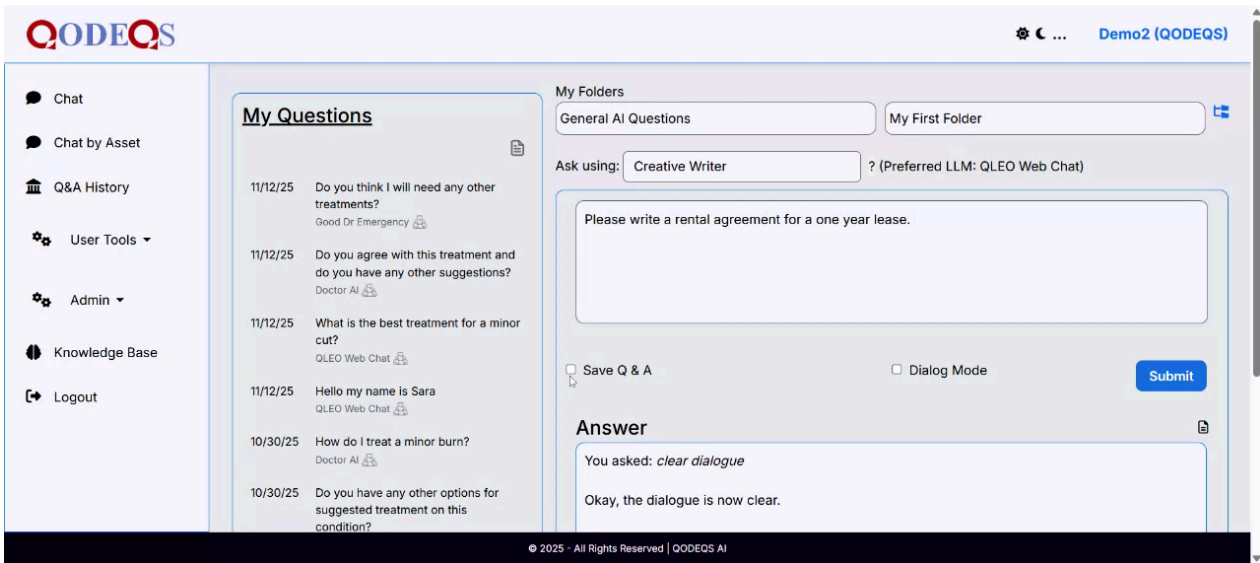 QODEQS
Demo2 (QODEQS)
Chat
Chat by Asset
Q&A History
User Tools
Admin
Knowledge Base
Logout
My Questions
11/12/25 Do you think I will need any other
treatments?
Good Dr Emergency
11/12/25 Do you agree with this treatment and
do you have any other suggestions?
Doctor AI
11/12/25 What is the best treatment for a minor
cut?
QLEO Web Chat
11/12/25 Hello my name is Sara
QLEO Web Chat
10/30/25 How do I treat a minor burn?
Doctor AI
10/30/25 Do you have any other options for
suggested treatment on this
condition?
My Folders
General AI Questions
My First Folder
Ask using: Creative Writer ? (Preferred LLM: QLEO Web Chat)
Please write a rental agreement for a one year lease.
Save Q & A
Dialog Mode
Submit
Answer
You asked: clear dialogue
Okay, the dialogue is now clear.
© 2025 - All Rights Reserved | QODEQS AI